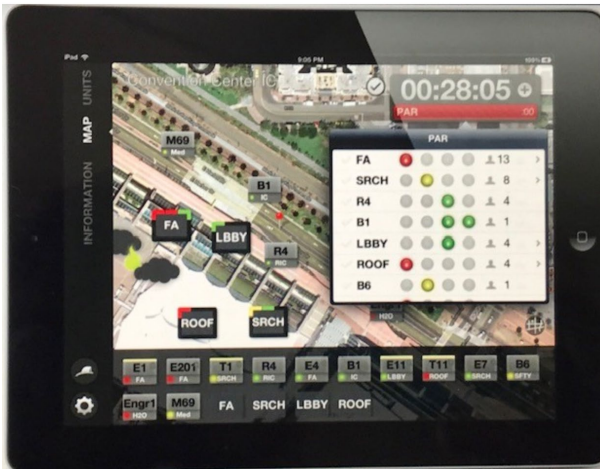 iPad
9:05 PM
100%
INFORMATION MAP UNITS
Convention Center IC
00:28:05 +
PAR :00
M69
Med
B1
IC
FA
LBBY
R4
RIC
ROOF
SRCH
PAR
FA 13
SRCH 8
R4 4
B1 1
LBBY 4
ROOF 4
B6 1
Engr1
H2O
E1 E201 T1 R4 E4 B1 E11 T11 E7 B6
FA FA SRCH RIC FA IC LBBY ROOF SRCH SFTY
Engr1 M69 FA SRCH LBBY ROOF
H2O Med